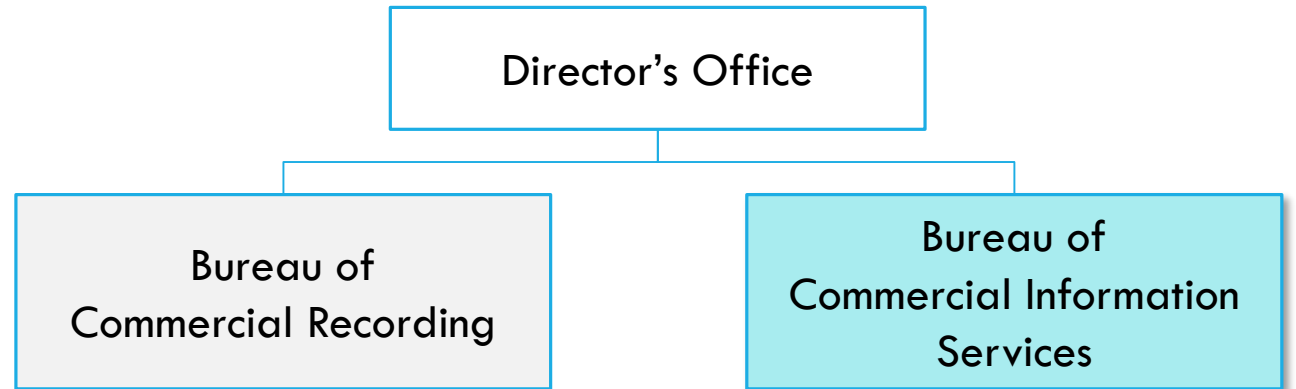 Director’s Office
Bureau of
Commercial Recording
Bureau of
Commercial Information
Services